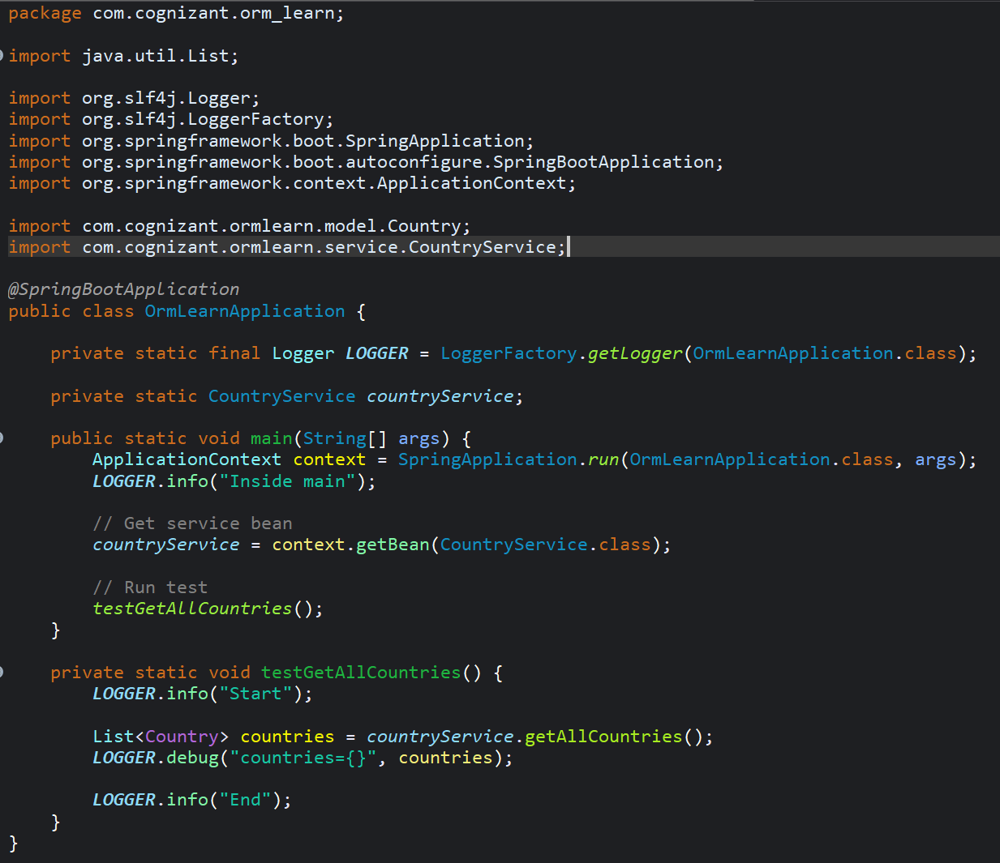 package com.cognizant.orm_learn;
import java.util.List;
import org.slf4j.Logger;
import org.slf4j.LoggerFactory;
import org.springframework.boot.SpringApplication;
import org.springframework.boot.autoconfigure.SpringBootApplication;
import org.springframework.context.ApplicationContext;
import com.cognizant.ormlearn.model.Country;
import com.cognizant.ormlearn.service.CountryService;
@SpringBootApplication
public class OrmLearnApplication {
    private static final Logger LOGGER = LoggerFactory.getLogger(OrmLearnApplication.class);
    private static CountryService countryService;
    public static void main(String[] args) {
        ApplicationContext context = SpringApplication.run(OrmLearnApplication.class, args);
        LOGGER.info("Inside main");
        // Get service bean
        countryService = context.getBean(CountryService.class);
        // Run test
        testGetAllCountries();
    }
    private static void testGetAllCountries() {
        LOGGER.info("Start");
        List<Country> countries = countryService.getAllCountries();
        LOGGER.debug("countries={}", countries);
        LOGGER.info("End");
    }
}